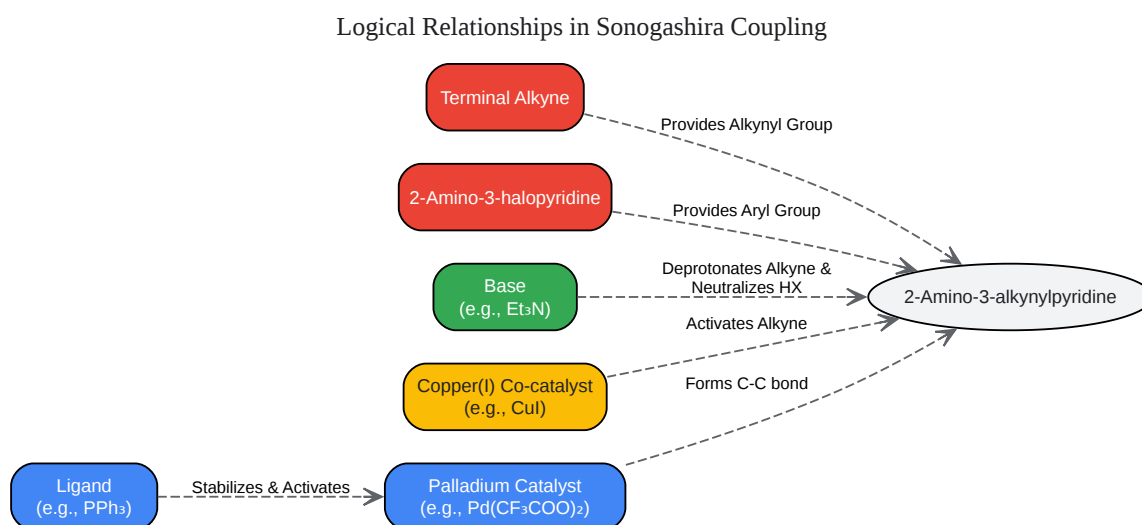 Logical Relationships in Sonogashira Coupling
Terminal Alkyne
Provides Alkynyl Group
2-Amino-3-halopyridine
Provides Aryl Group
Base
(e.g., Et₃N)
Deprotonates Alkyne &
Neutralizes HX
2-Amino-3-alkynylpyridine
Activates Alkyne
Copper(I) Co-catalyst
(e.g., CuI)
Forms C-C bond
Ligand
(e.g., PPh₃)
Stabilizes & Activates
Palladium Catalyst
(e.g., Pd(CF₃COO)₂)